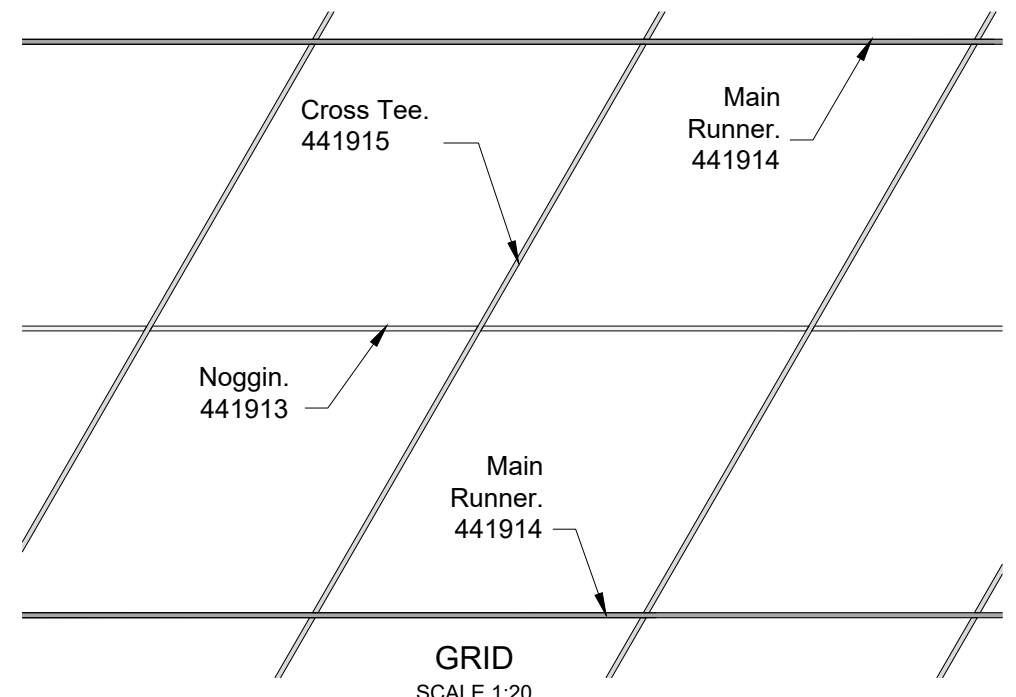 Cross Tee.
441915
Main
Runner.
441914
Noggin.
441913
Main
Runner.
441914
GRID
SCALE 1:20